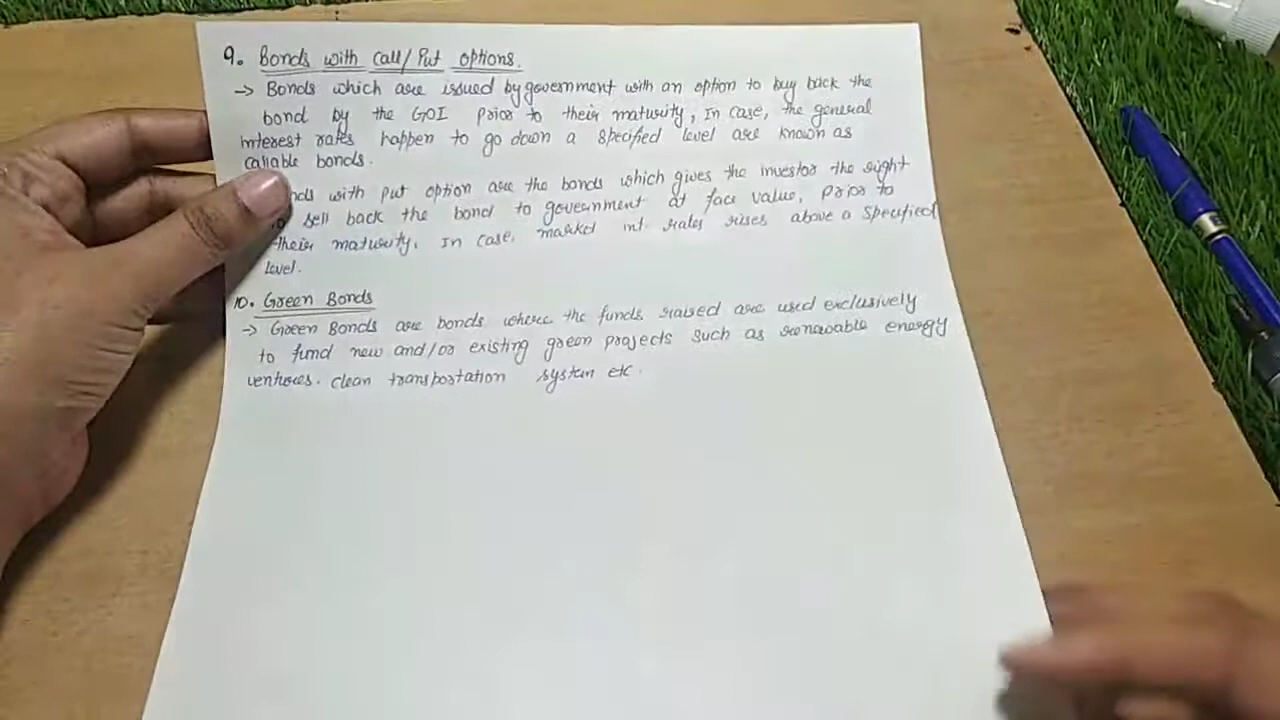 9. Bonds with Call/Put options.
→ Bonds which are issued by government with an option to buy back the
bond by the GOI prior to their maturity, In case, the general
interest rates happen to go down a specified level are known as
callable bonds.
nds with put option are the bonds which gives the investor the right
sell back the bond to government at face value, prior to
their maturity, In case, market int. rates rises above a specified
level.
10. Green Bonds
→ Green Bonds are bonds where the funds raised are used exclusively
to fund new and/or existing green projects such as renewable energy
ventures. clean transportation system etc.